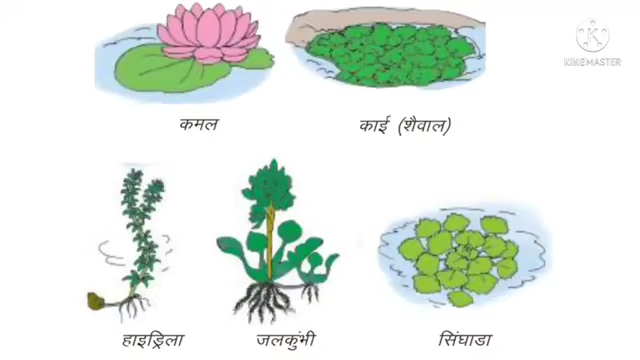 KINEMASTER
कमल
काई (शैवाल)
हाइड्रिला
जलकुंभी
सिंघाडा